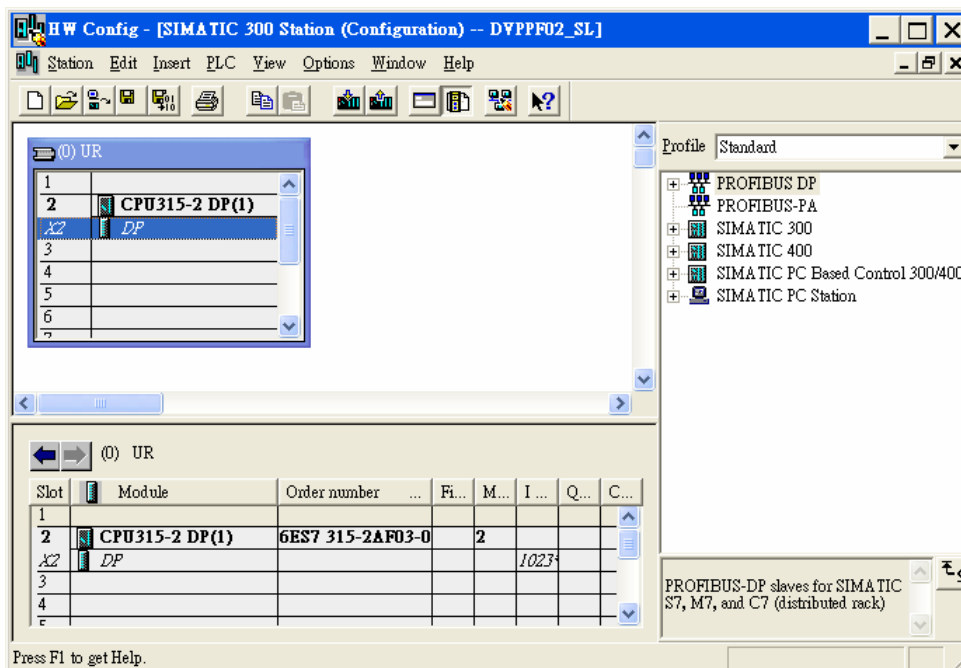 HW Config - [SIMATIC 300 Station (Configuration) -- DVPPF02_SL]
Station Edit Insert PLC View Options Window Help
(0) UR
1
2 CPU315-2 DP(1)
X2 DP
3
4
5
6
7
Profile Standard
PROFIBUS DP
PROFIBUS-PA
SIMATIC 300
SIMATIC 400
SIMATIC PC Based Control 300/400
SIMATIC PC Station
(0) UR
Slot Module Order number ... Fi... M... I ... Q... C...
1
2 CPU315-2 DP(1) 6ES7 315-2AF03-0 2
X2 DP 1023*
3
4
5
PROFIBUS-DP slaves for SIMATIC
S7, M7, and C7 (distributed rack)
Press F1 to get Help.